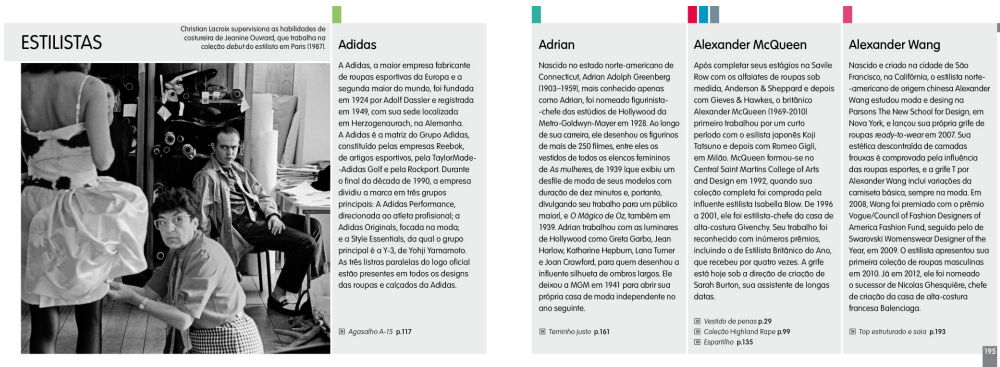 ESTILISTAS
Christian Lacroix supervisiona as habilidades de
costureira de Jeanine Ouvrard, que trabalha na
coleção debut do estilista em Paris (1987).
Adidas
A Adidas, a maior empresa fabricante
de roupas esportivas da Europa e a
segunda maior do mundo, foi fundada
em 1924 por Adolf Dassler e registrada
em 1949, com sua sede localizada
em Herzogenaurach, na Alemanha.
A Adidas é a matriz do Grupo Adidas,
constituído pelas empresas Reebok,
de artigos esportivos, pela TaylorMade-
-Adidas Golf e pela Rockport. Durante
o final da década de 1990, a empresa
dividiu a marca em três grupos
principais: A Adidas Performance,
direcionada ao atleta profissional; a
Adidas Originals, focada na moda;
e a Style Essentials, da qual o grupo
principal é a Y-3, de Yohji Yamamoto.
As três listras paralelas do logo oficial
estão presentes em todos os designs
das roupas e calçados da Adidas.
Agasalho A-15 p.117
Adrian
Nascido no estado norte-americano de
Connecticut, Adrian Adolph Greenberg
(1903–1959), mais conhecido apenas
como Adrian, foi nomeado figurinista-
-chefe dos estúdios de Hollywood da
Metro-Goldwyn-Mayer em 1928. Ao longo
de sua carreira, ele desenhou os figurinos
de mais de 250 filmes, entre eles os
vestidos de todos os elencos femininos
de As mulheres, de 1939 (que exibiu um
desfile de moda de seus modelos com
duração de dez minutos e, portanto,
divulgando seu trabalho para um público
maior), e O Mágico de Oz, também em
1939. Adrian trabalhou com as luminares
de Hollywood como Greta Garbo, Jean
Harlow, Katharine Hepburn, Lana Turner
e Joan Crawford, para quem desenhou a
influente silhueta de ombros largos. Ele
deixou a MGM em 1941 para abrir sua
própria casa de moda independente no
ano seguinte.
Terninho justo p.161
Alexander McQueen
Após completar seus estágios na Savile
Row com os alfaiates de roupas sob
medida, Anderson & Sheppard e depois
com Gieves & Hawkes, o britânico
Alexander McQueen (1969-2010)
primeiro trabalhou por um curto
período com o esilista japonês Koji
Tatsuno e depois com Romeo Gigli,
em Milão. McQueen formou-se no
Central Saint Martins College of Arts
and Design em 1992, quando sua
coleção completa foi comprada pela
influente estilista Isabella Blow. De 1996
a 2001, ele foi estilista-chefe da casa de
alta-costura Givenchy. Seu trabalho foi
reconhecido com inúmeros prêmios,
incluindo o de Estilista Britânico do Ano,
que recebeu por quatro vezes. A grife
está hoje sob a direção de criação de
Sarah Burton, sua assistente de longas
datas.
Vestido de penas p.29
Coleção Highland Rape p.99
Espartilho p.135
Alexander Wang
Nascido e criado na cidade de São
Francisco, na Califórnia, o estilista norte-
-americano de origem chinesa Alexander
Wang estudou moda e desing na
Parsons The New School for Design, em
Nova York, e lançou sua própria grife de
roupas ready-to-wear em 2007. Sua
estética descontraída de camadas
frouxas é comprovada pela influência
das roupas esportes, e a grife T por
Alexander Wang inclui variações da
camiseta básica, sempre na moda. Em
2008, Wang foi premiado com o prêmio
Vogue/Council of Fashion Designers of
America Fashion Fund, seguido pelo de
Swarovski Womenswear Designer of the
Year, em 2009. O estilista apresentou sua
primeira coleção de roupas masculinas
em 2010. Já em 2012, ele foi nomeado
o sucessor de Nicolas Ghesquière, chefe
de criação da casa de alta-costura
francesa Balenciaga.
Top estruturado e saia p.193
195